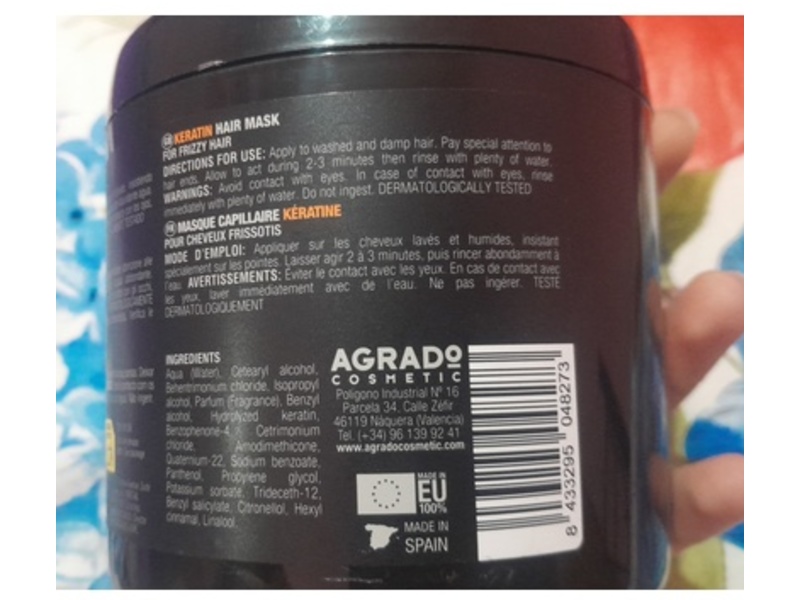 GB KERATIN HAIR MASK
FOR FRIZZY HAIR
DIRECTIONS FOR USE: Apply to washed and damp hair. Pay special attention to
hair ends. Allow to act during 2-3 minutes then rinse with plenty of water.
WARNINGS: Avoid contact with eyes. In case of contact with eyes, rinse
immediately with plenty of water. Do not ingest. DERMATOLOGICALLY TESTED
MASQUE CAPILLAIRE KÉRATINE
POUR CHEVEUX FRISSOTIS
MODE D'EMPLOI: Appliquer sur les cheveux lavés et humides, insistant
spécialement sur les pointes. Laisser agir 2 à 3 minutes, puis rincer abondamment à
l'eau. AVERTISSEMENTS: Éviter le contact avec les yeux. En cas de contact avec
les yeux, laver immédiatement avec de l'eau. Ne pas ingérer. TESTÉ
DERMATOLOGIQUEMENT
INGREDIENTS
Aqua (Water), Cetearyl alcohol,
Behentrimonium chloride, Isopropyl
alcohol, Parfum (Fragrance), Benzyl
alcohol, Hydrolyzed keratin,
Benzophenone-4, Cetrimonium
chloride, Amodimethicone,
Quaternium-22, Sodium benzoate,
Panthenol, Propylene glycol,
Potassium sorbate, Trideceth-12,
Benzyl salicylate, Citronellol, Hexyl
cinnamal, Linalool.
AGRADO
COSMETIC
Polígono Industrial Nº 16
Parcela 34, Calle Zéfir
46119 Náquera (Valencia)
Tel. (+34) 96 139 92 41
www.agradocosmetic.com
MADE IN
EU
100%
MADE IN
SPAIN
8 433295 048273